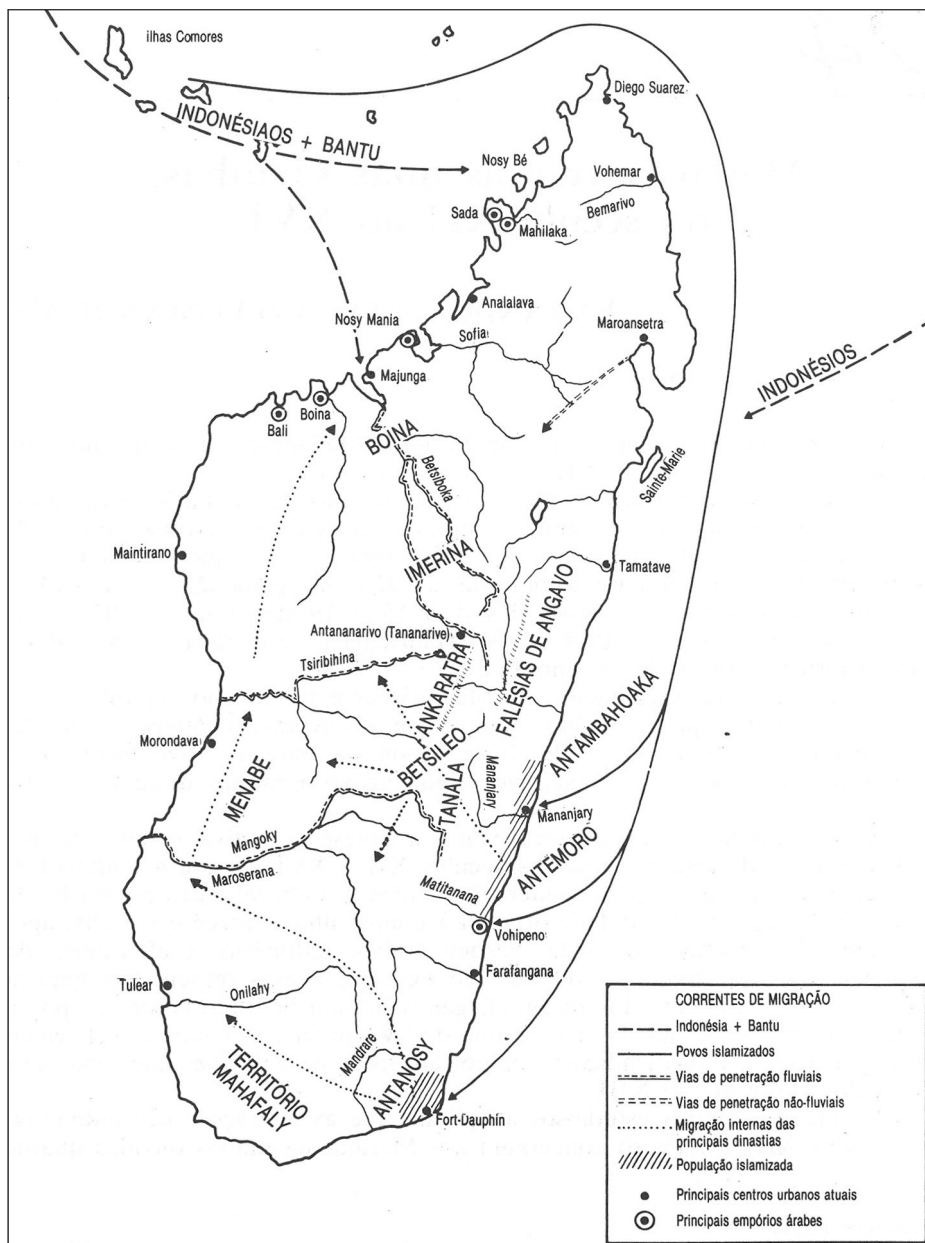 ilhas Comores
INDONÉSIAOS + BANTU
Diego Suarez
Nosy Bé
Vohemar
Bemarivo
Sada
Mahilaka
Analalava
Nosy Mania
Sofia
Maroansetra
Majunga
INDONÉSIOS
Boina
Bali
BOINA
Betsiboka
Sainte-Marie
Maintirano
IMERINA
Tamatave
Antananarivo (Tananarive)
Tsiribihina
ANKARATRA
FALÉSIAS DE ANGAVO
ANTAMBAHOAKA
Morondava
BETSILEO
MENABE
TANALA
Mananjary
Mananjary
Mangoky
Maroserana
ANTEMORO
Matitanana
Vohipeno
Farafangana
Tuléar
Onilahy
Mandrare
TERRITÓRIO
MAHAFALY
ANTANOSY
Fort-Dauphín
CORRENTES DE MIGRAÇÃO
Indonésia + Bantu
Povos islamizados
Vias de penetração fluviais
Vias de penetração não-fluviais
Migração internas das
principais dinastias
População islamizada
Principais centros urbanos atuais
Principais empórios árabes